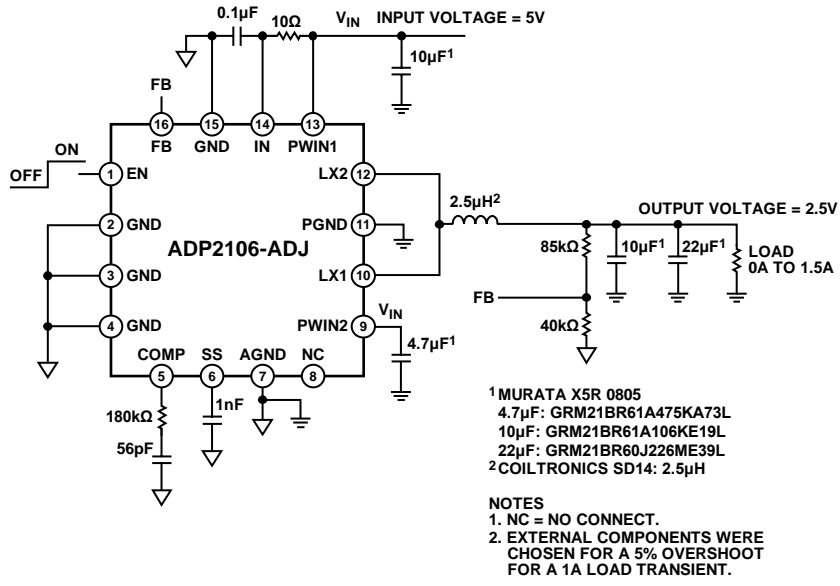 0.1µF
10Ω
VIN
INPUT VOLTAGE = 5V
10µF1
FB
16
15
14
13
FB
GND
IN
PWIN1
OFF
ON
1
EN
LX2
12
2
GND
PGND
11
ADP2106-ADJ
3
GND
LX1
10
4
GND
PWIN2
9
VIN
4.7µF1
COMP
SS
AGND
NC
5
6
7
8
180kΩ
56pF
1nF
2.5µH2
OUTPUT VOLTAGE = 2.5V
85kΩ
10µF1
22µF1
LOAD
0A TO 1.5A
FB
40kΩ
1 MURATA X5R 0805
4.7µF: GRM21BR61A475KA73L
10µF: GRM21BR61A106KE19L
22µF: GRM21BR60J226ME39L
2 COILTRONICS SD14: 2.5µH
NOTES
1. NC = NO CONNECT.
2. EXTERNAL COMPONENTS WERE
CHOSEN FOR A 5% OVERSHOOT
FOR A 1A LOAD TRANSIENT.